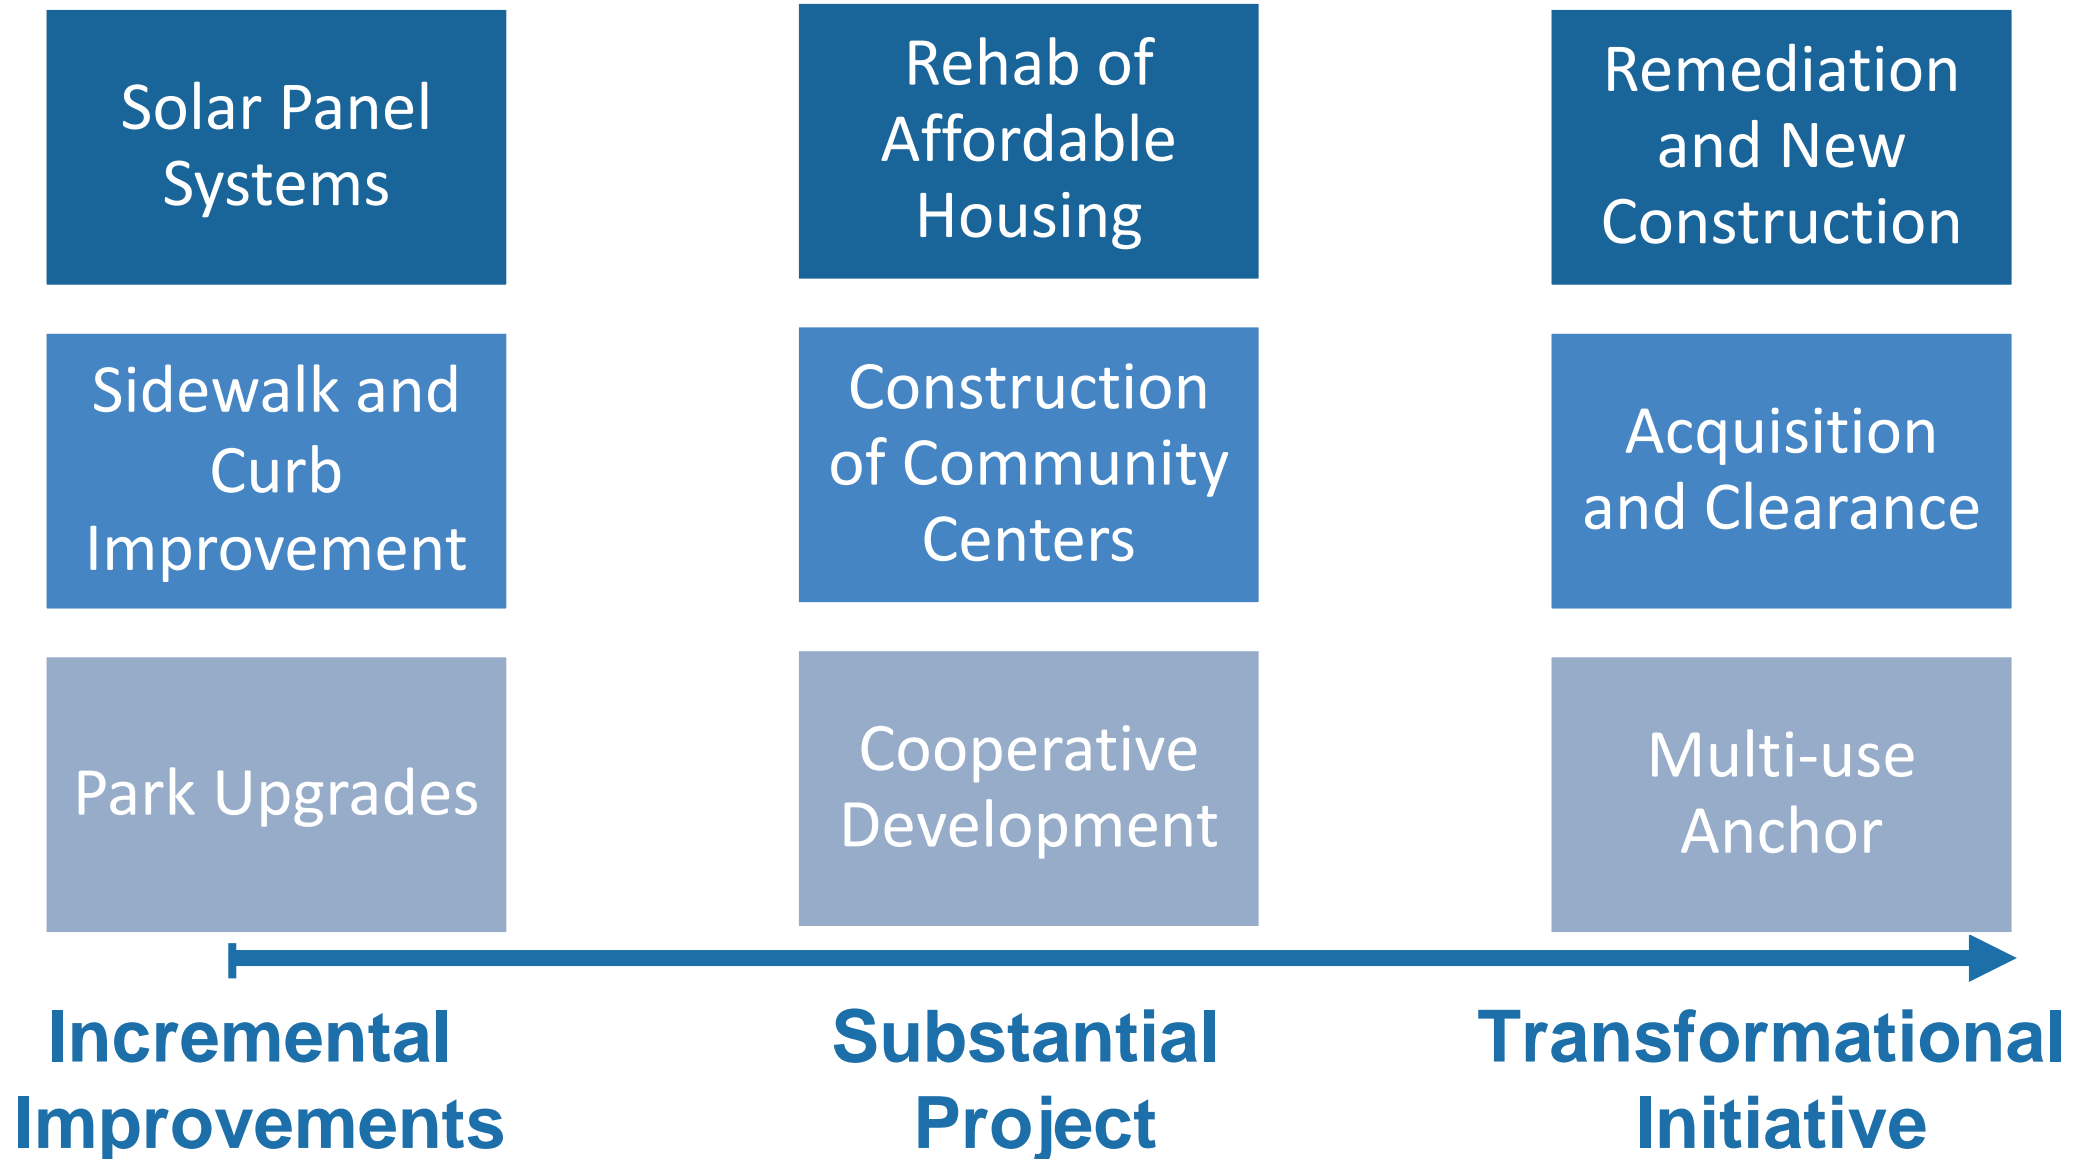 Solar Panel
Systems
Rehab of
Affordable
Housing
Remediation
and New
Construction
Sidewalk and
Curb
Improvement
Construction
of Community
Centers
Acquisition
and Clearance
Park Upgrades
Cooperative
Development
Multi-use
Anchor
Incremental
Improvements
Substantial
Project
Transformational
Initiative